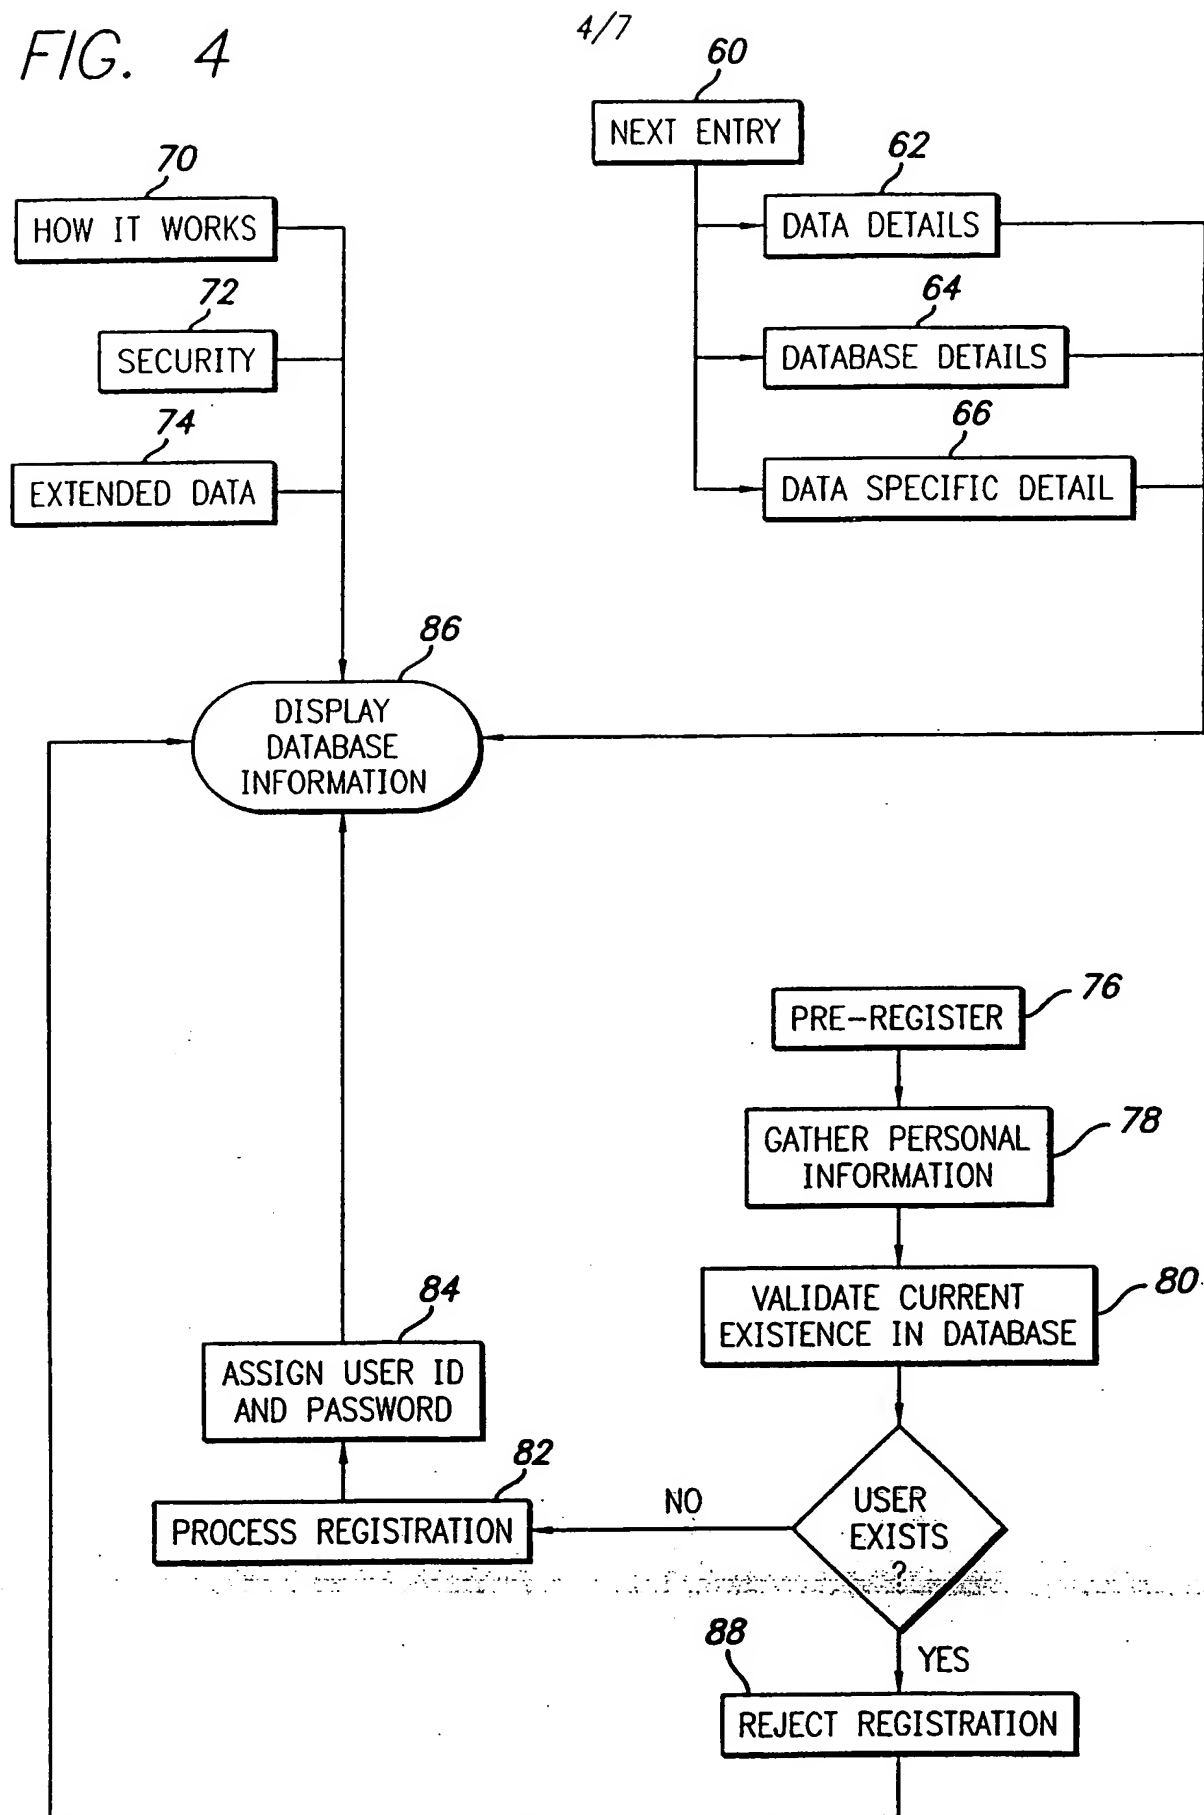 FIG. 4
4/7
60
NEXT ENTRY
70
HOW IT WORKS
62
DATA DETAILS
72
SECURITY
64
DATABASE DETAILS
74
EXTENDED DATA
66
DATA SPECIFIC DETAIL
86
DISPLAY
DATABASE
INFORMATION
76
PRE-REGISTER
78
GATHER PERSONAL
INFORMATION
80
VALIDATE CURRENT
EXISTENCE IN DATABASE
84
ASSIGN USER ID
AND PASSWORD
82
PROCESS REGISTRATION
NO
USER
EXISTS
?
YES
88
REJECT REGISTRATION